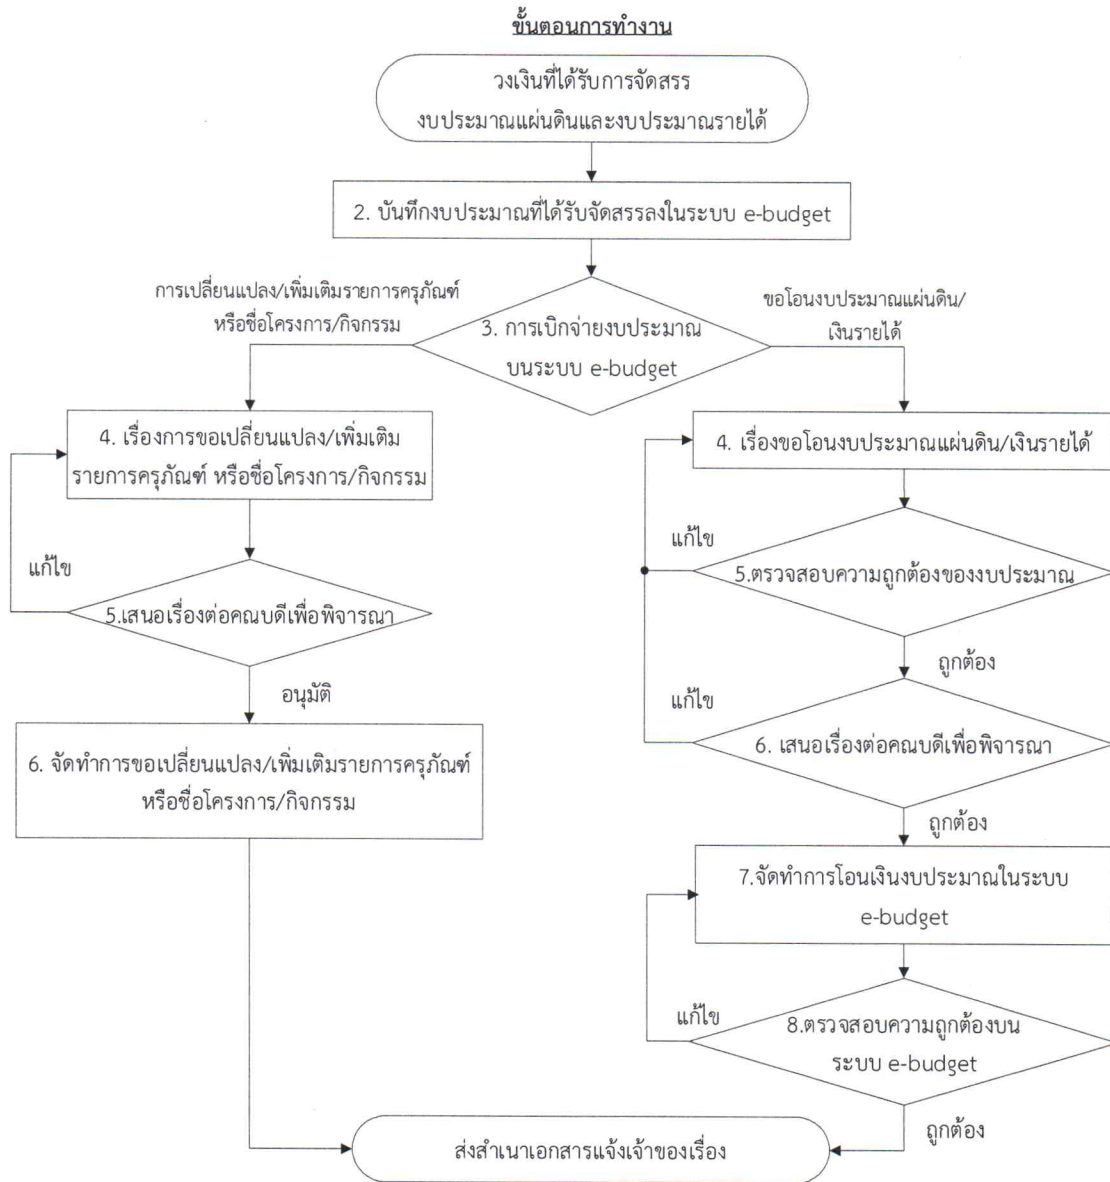 ขั้นตอนการทำงาน
วงเงินที่ได้รับการจัดสรร
งบประมาณแผ่นดินและงบประมาณรายได้
2. บันทึกงบประมาณที่ได้รับจัดสรรลงในระบบ e-budget
การเปลี่ยนแปลง/เพิ่มเติมรายการครุภัณฑ์
หรือชื่อโครงการ/กิจกรรม
3. การเบิกจ่ายงบประมาณ
บนระบบ e-budget
ขอโอนงบประมาณแผ่นดิน/
เงินรายได้
4. เรื่องการขอเปลี่ยนแปลง/เพิ่มเติม
รายการครุภัณฑ์ หรือชื่อโครงการ/กิจกรรม
แก้ไข
5.เสนอเรื่องต่อคณบดีเพื่อพิจารณา
อนุมัติ
6. จัดทำการขอเปลี่ยนแปลง/เพิ่มเติมรายการครุภัณฑ์
หรือชื่อโครงการ/กิจกรรม
4. เรื่องขอโอนงบประมาณแผ่นดิน/เงินรายได้
แก้ไข
5.ตรวจสอบความถูกต้องของงบประมาณ
ถูกต้อง
แก้ไข
6. เสนอเรื่องต่อคณบดีเพื่อพิจารณา
ถูกต้อง
7.จัดทำการโอนเงินงบประมาณในระบบ
e-budget
แก้ไข
8.ตรวจสอบความถูกต้องบน
ระบบ e-budget
ถูกต้อง
ส่งสำเนาเอกสารแจ้งเจ้าของเรื่อง